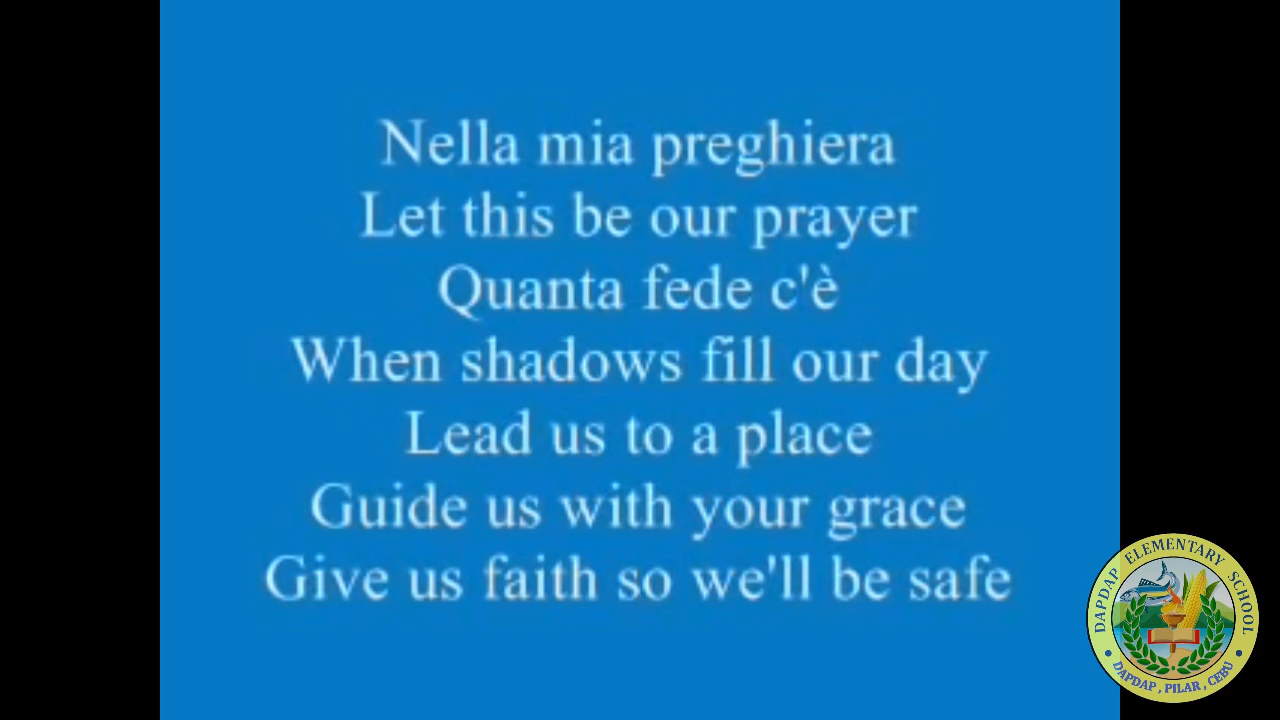 Nella mia preghiera
Let this be our prayer
Quanta fede c'è
When shadows fill our day
Lead us to a place
Guide us with your grace
Give us faith so we'll be safe
DAPDAP ELEMENTARY SCHOOL
DAPDAP, PILAR, CEBU